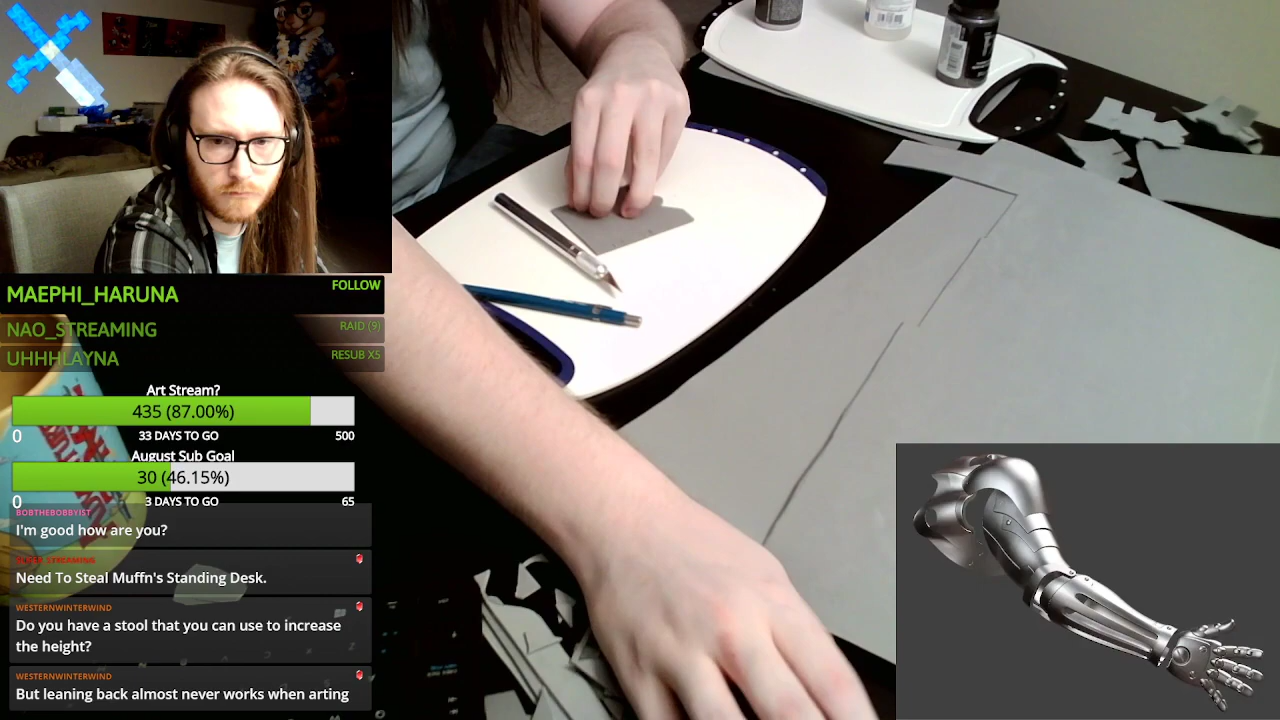 MAEPHI_HARUNA
FOLLOW
NAO_STREAMING
RAID (9)
UHHHLAYNA
RESUB X5
Art Stream?
435 (87.00%)
0
33 DAYS TO GO
500
August Sub Goal
30 (46.15%)
0
3 DAYS TO GO
65
BOBTHEBOBBYIST
I'm good how are you?
Need To Steal Muffn's Standing Desk.
WESTERNWINTERWIND
Do you have a stool that you can use to increase
the height?
WESTERNWINTERWIND
But leaning back almost never works when arting